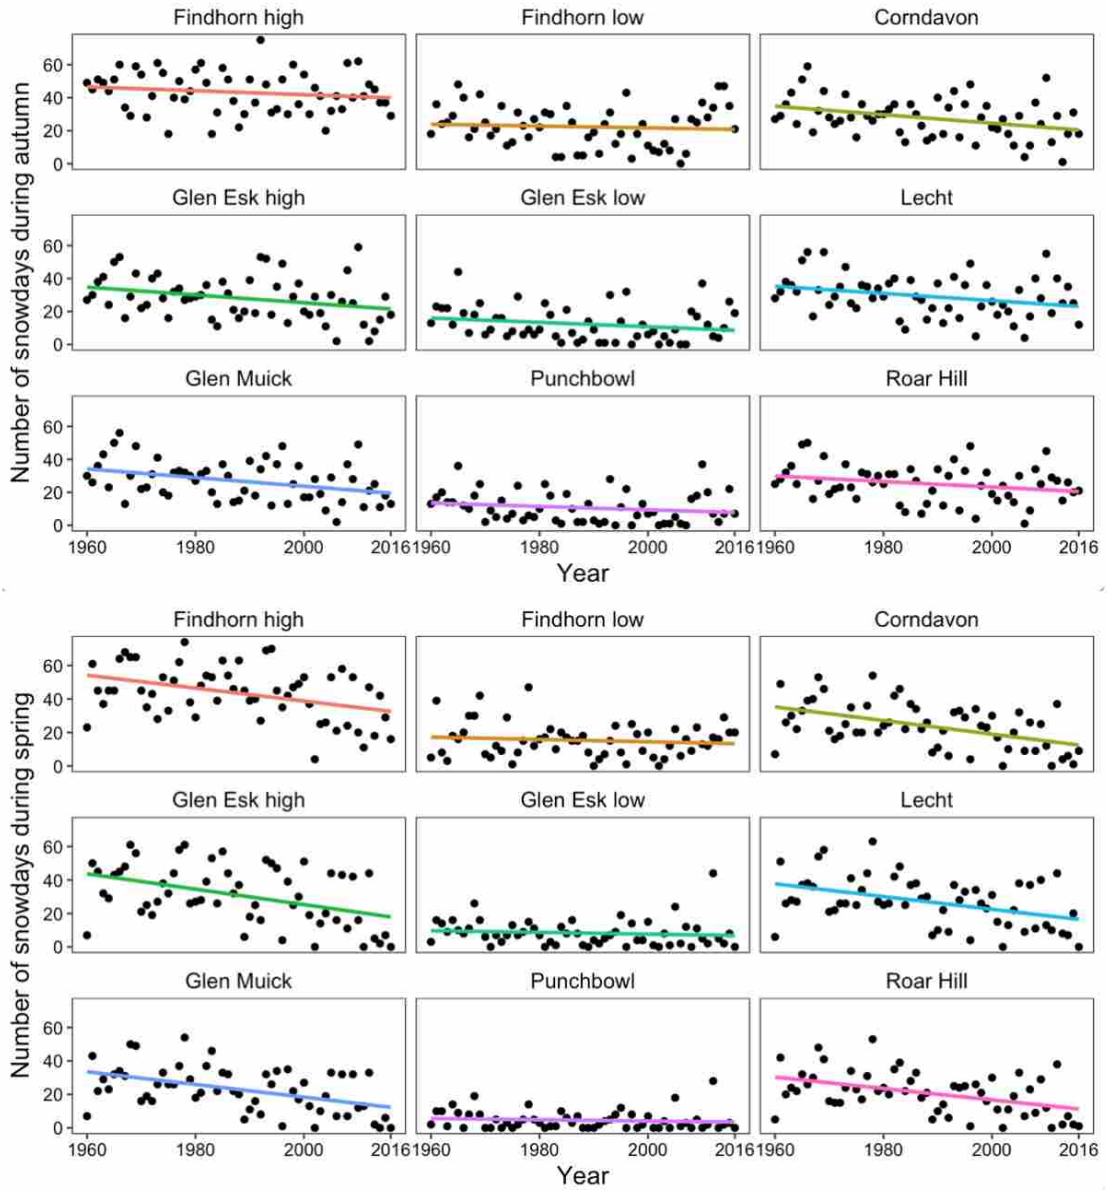 Findhorn high Findhorn low Corndavon
60
40
20
0
Glen Esk high Glen Esk low Lecht
60
40
20
0
Glen Muick Punchbowl Roar Hill
60
40
20
0
1960 1980 2000 2016 1960 1980 2000 2016 1960 1980 2000 2016
Year
Number of snowdays during autumn
Findhorn high Findhorn low Corndavon
60
40
20
0
Glen Esk high Glen Esk low Lecht
60
40
20
0
Glen Muick Punchbowl Roar Hill
60
40
20
0
1960 1980 2000 2016 1960 1980 2000 2016 1960 1980 2000 2016
Year
Number of snowdays during spring